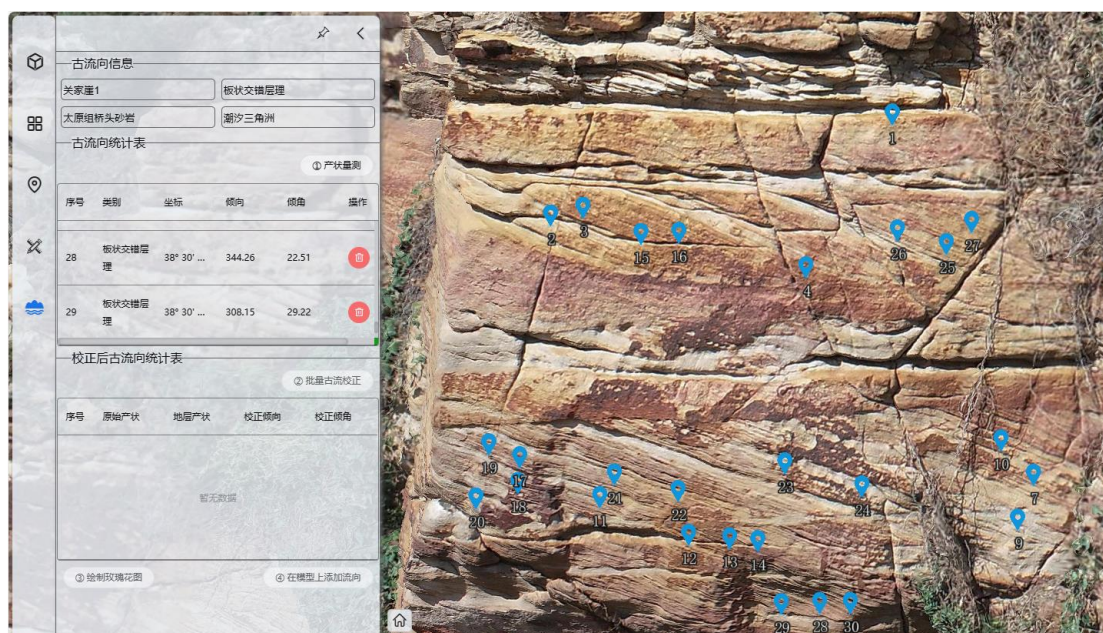 古流向信息
关家崖1 板状交错层理
太原组桥头砂岩 潮汐三角洲
古流向统计表
① 产状量测
序号 类别 坐标 倾向 倾角 操作
28 板状交错层理 38° 30' ... 344.26 22.51
29 板状交错层理 38° 30' ... 308.15 29.22
校正后古流向统计表
② 批量古流校正
序号 原始产状 地层产状 校正倾向 校正倾角
暂无数据
③ 绘制玫瑰花图 ④ 在模型上添加流向
1
2 3 15 16 26 25 27
4
19 17 18 20 11 21 22 23 24 10 7 9
12 13 14
29 28 30